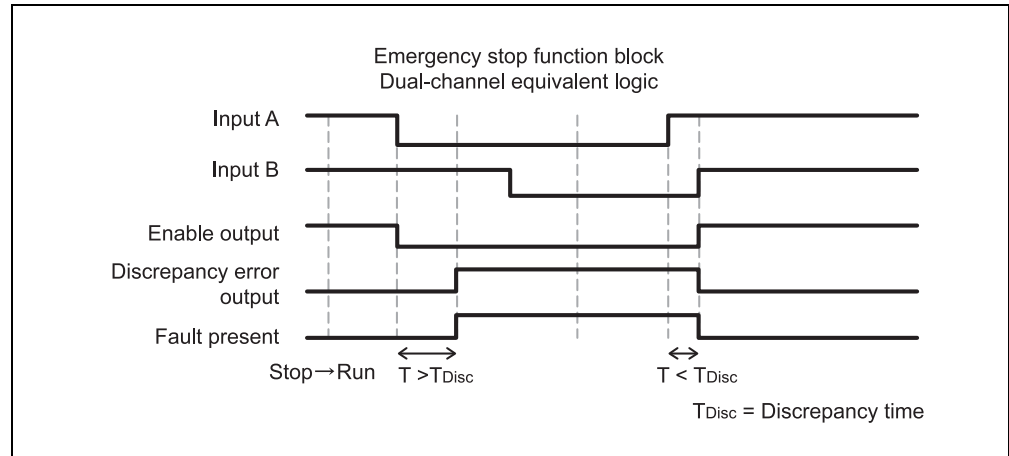 Emergency stop function block
Dual-channel equivalent logic
Input A
Input B
Enable output
Discrepancy error
output
Fault present
Stop→Run
T >TDisc
T < TDisc
TDisc = Discrepancy time